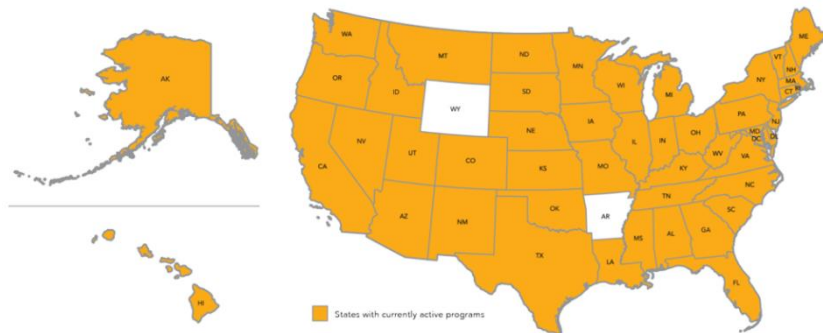 WA
MT
ND
MN
ME
VT
NH
AK
OR
ID
WY
SD
WI
MI
NY
MA
CT
RI
NE
IA
PA
NJ
NV
UT
CO
IL
IN
OH
MD
DE
DC
CA
KS
MO
WV
VA
KY
AZ
NM
OK
AR
TN
NC
SC
TX
LA
MS
AL
GA
HI
FL
States with currently active programs